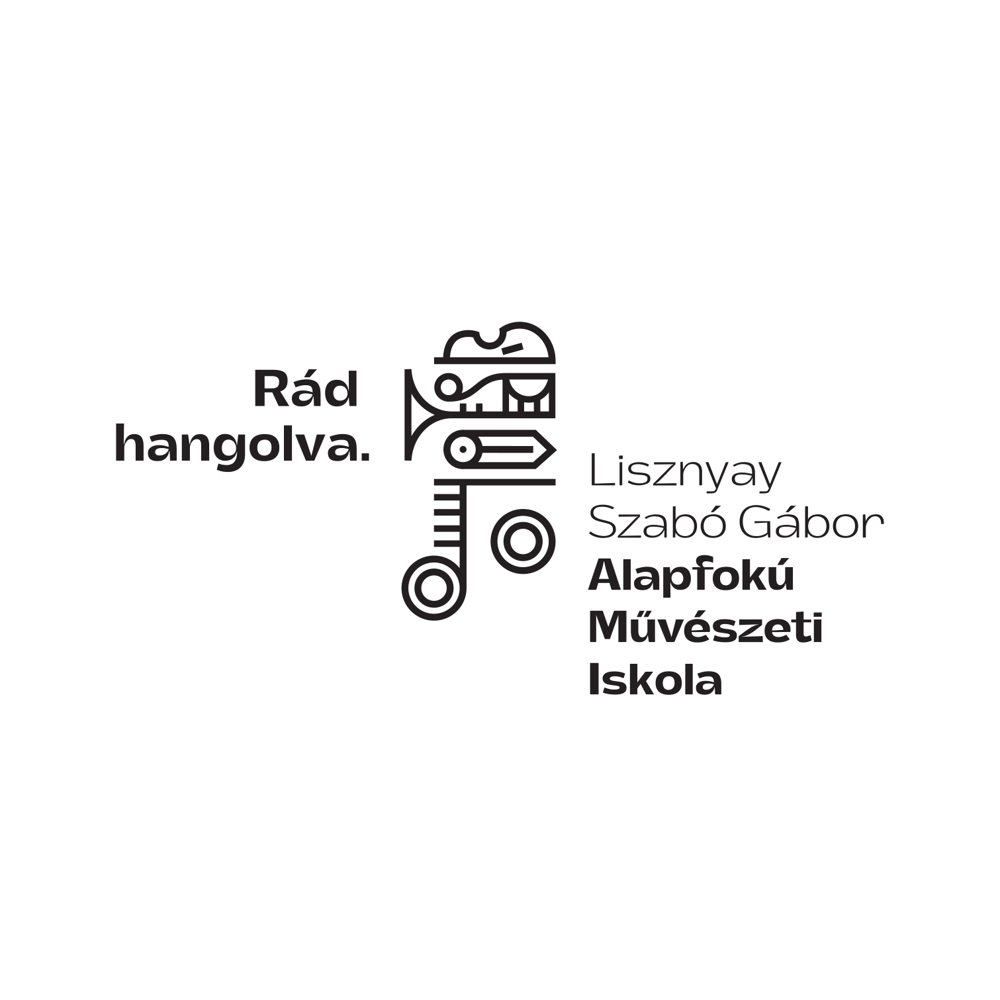 Rád
hangolva.
Lisznyay
Szabó Gábor
Alapfokú
Művészeti
Iskola